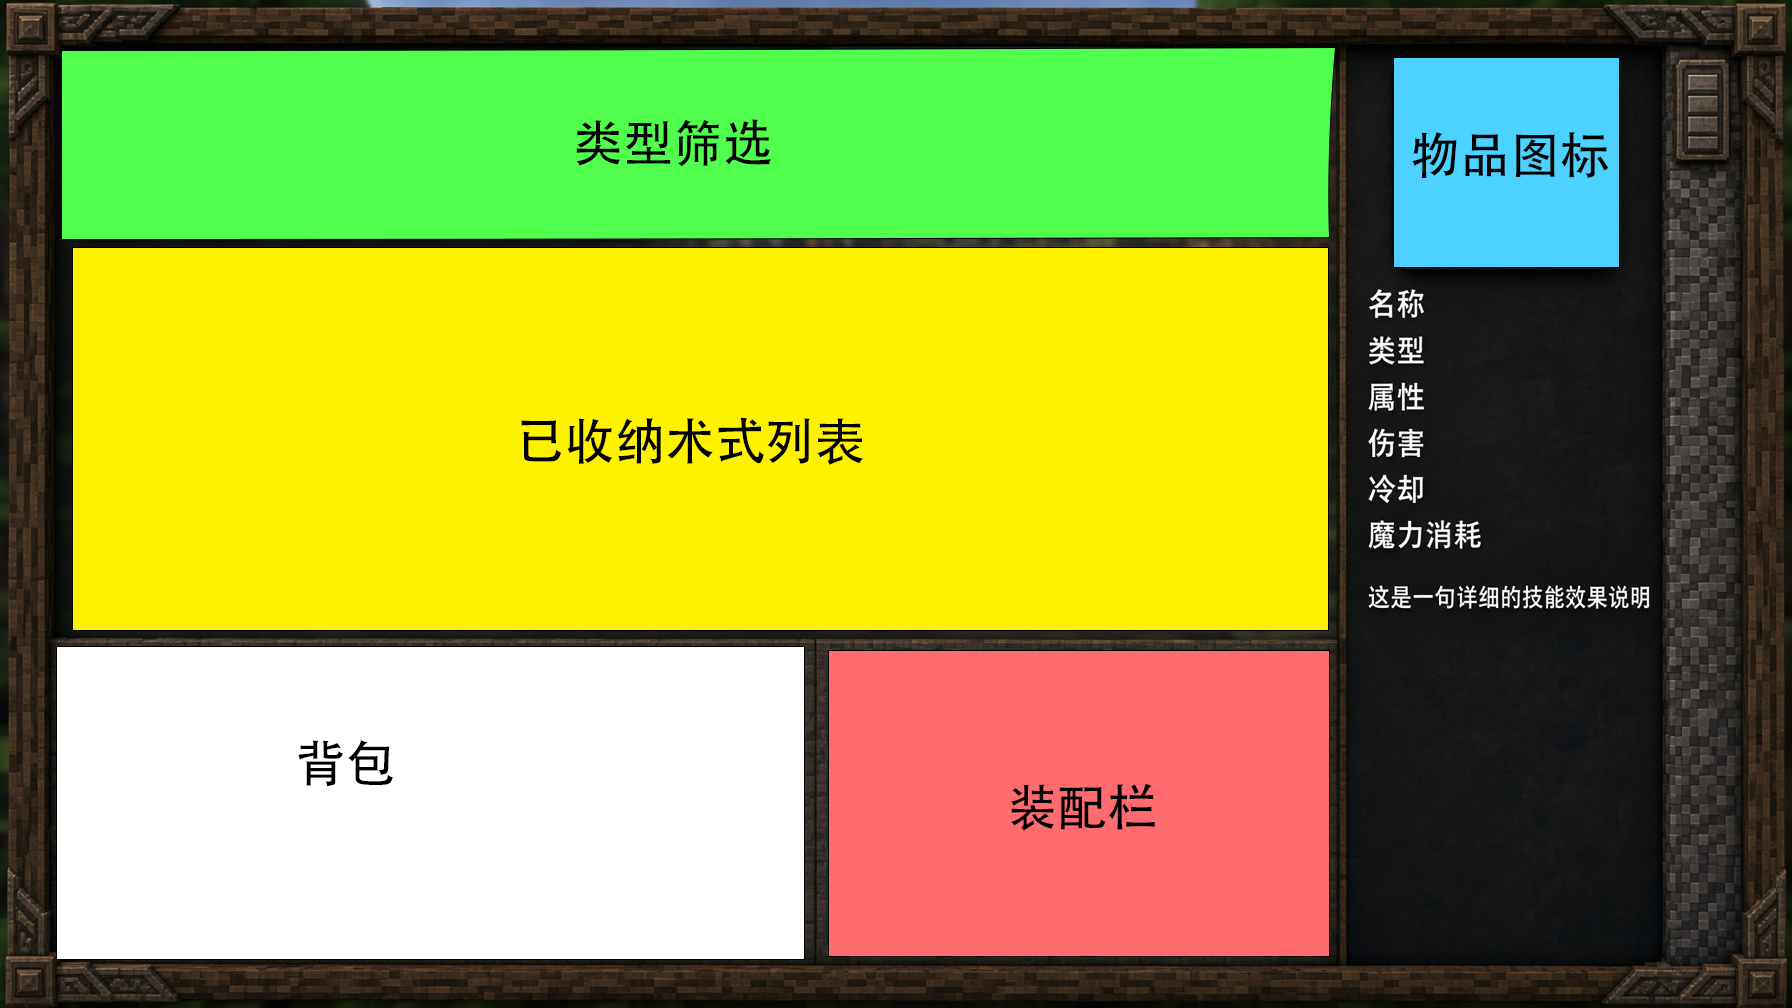 类型筛选
已收纳术式列表
背包
装配栏
物品图标
名称
类型
属性
伤害
冷却
魔力消耗
这是一句详细的技能效果说明